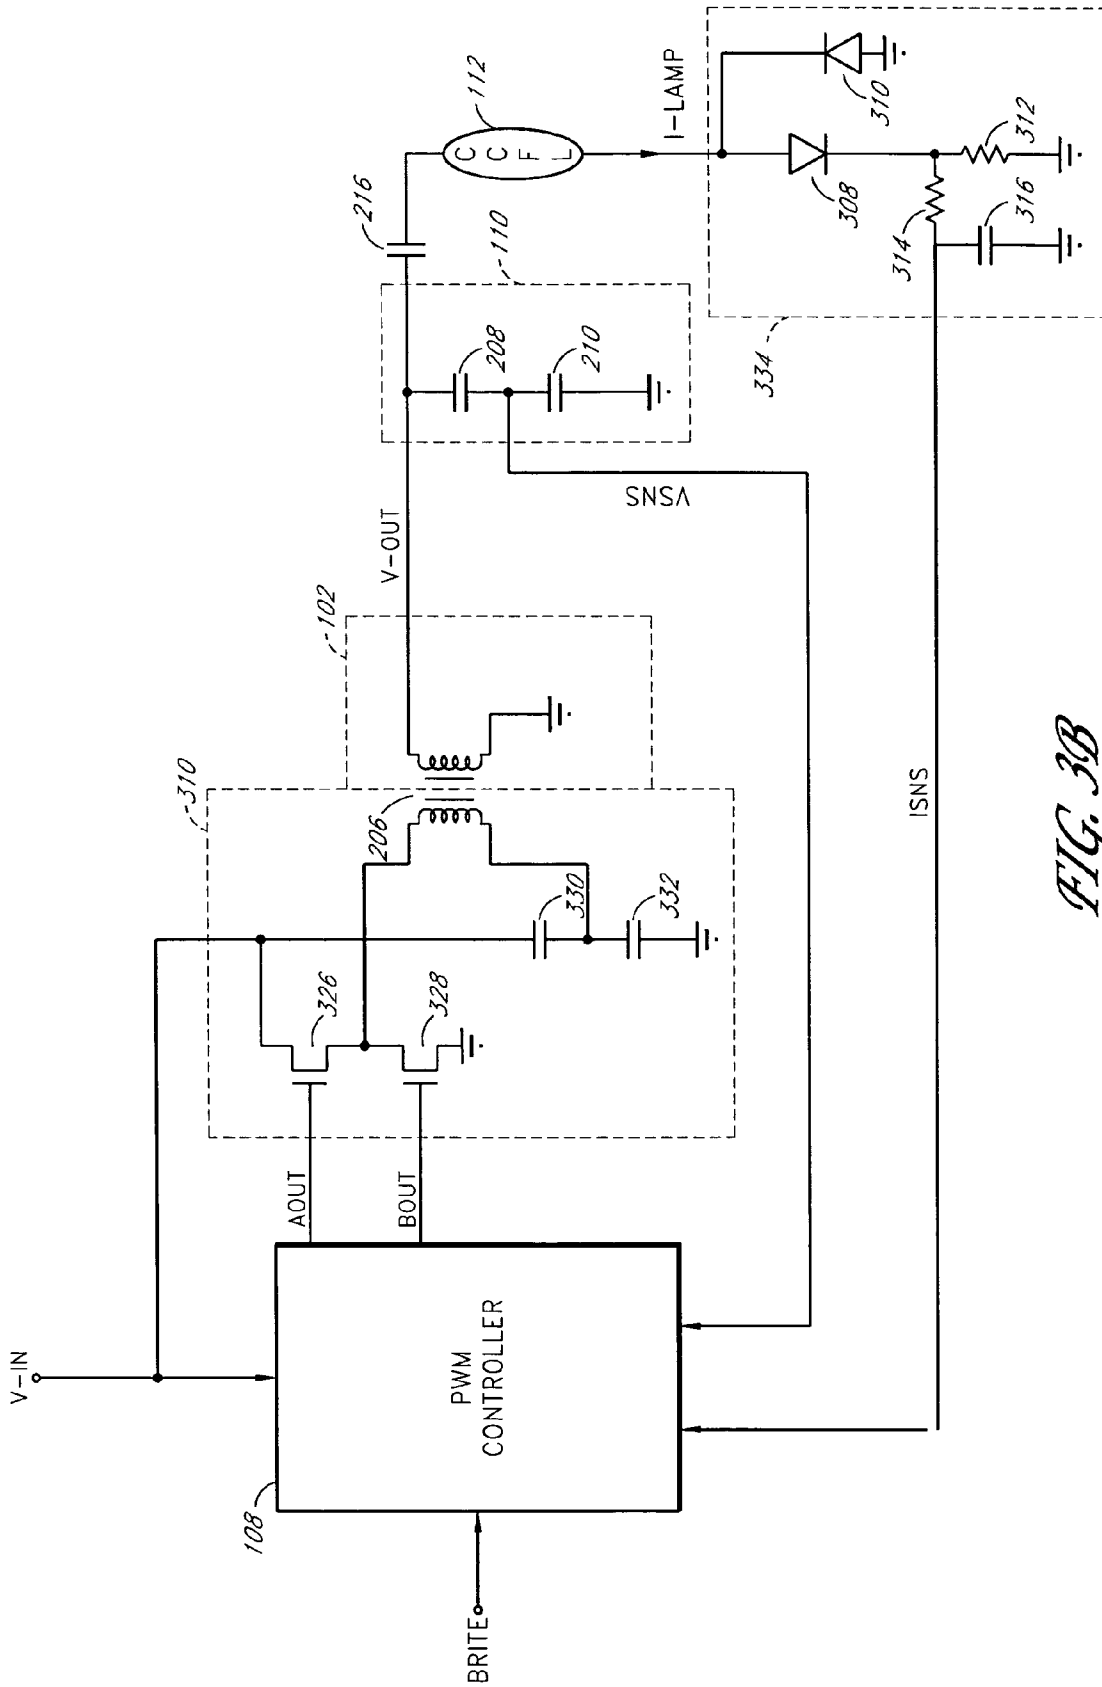 V-IN
BRITE
108
PWM
CONTROLLER
AOUT
BOUT
310
326
328
206
330
332
102
V-OUT
VSNS
110
208
210
216
CCFL
112
I-LAMP
310
308
312
314
316
334
ISNS
FIG. 3B